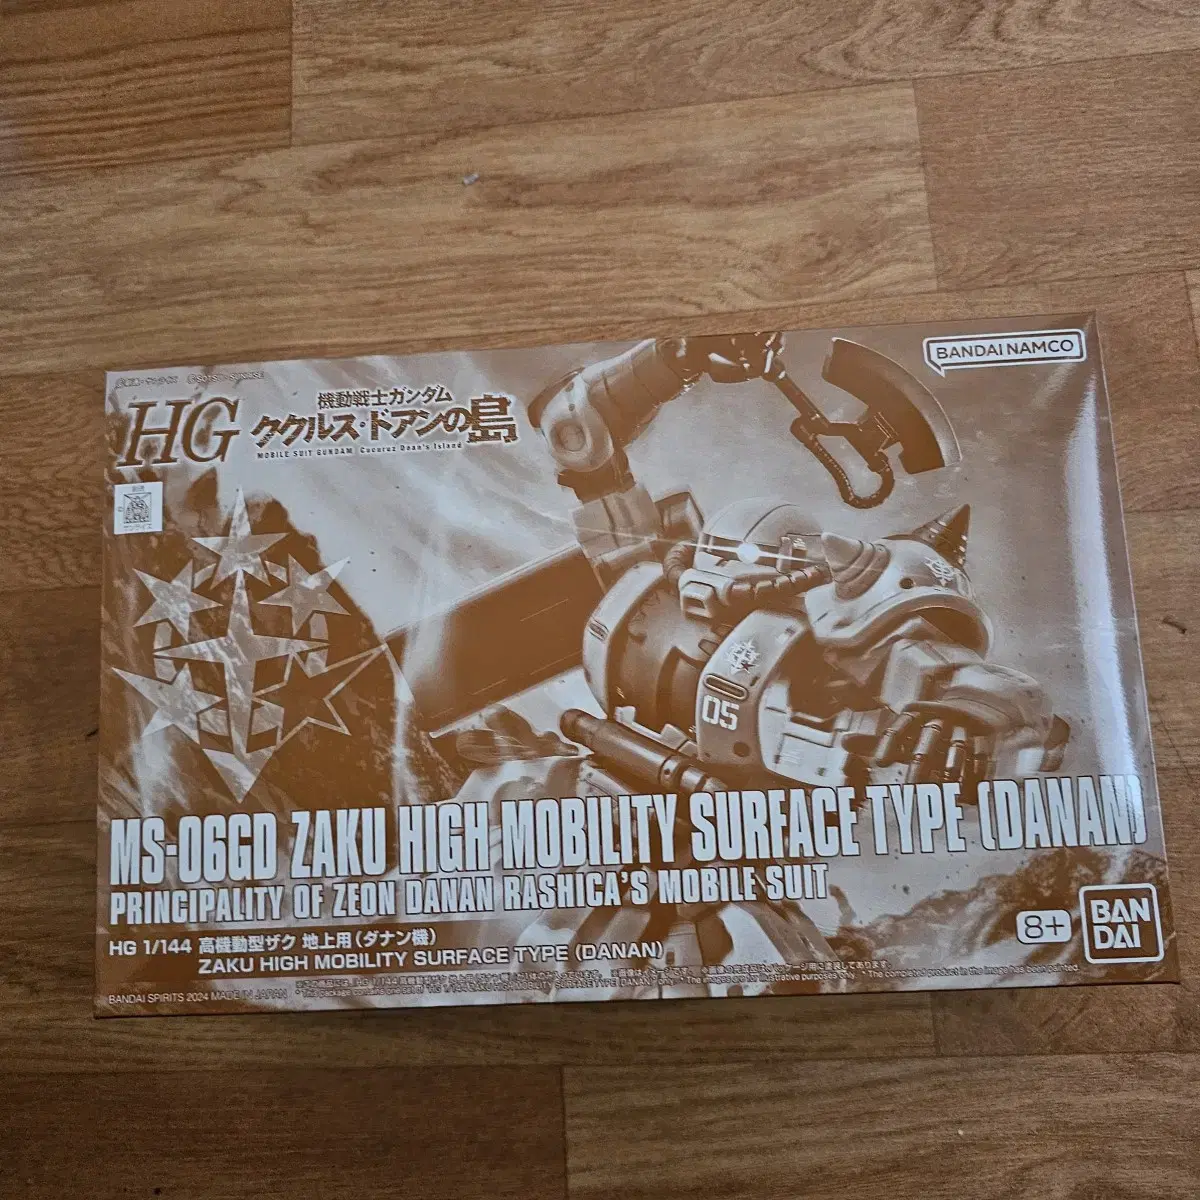 BANDAI NAMCO
HG
機動戦士ガンダム
ククルス・ドアンの島
MOBILE SUIT GUNDAM Cucuruz Doan's Island
05
MS-06GD ZAKU HIGH MOBILITY SURFACE TYPE (DANAN)
PRINCIPALITY OF ZEON DANAN RASHICA'S MOBILE SUIT
HG 1/144 高機動型ザク 地上用(ダナン機)
ZAKU HIGH MOBILITY SURFACE TYPE (DANAN)
8+
BAN
DAI
BANDAI SPIRITS 2024 MADE IN JAPAN